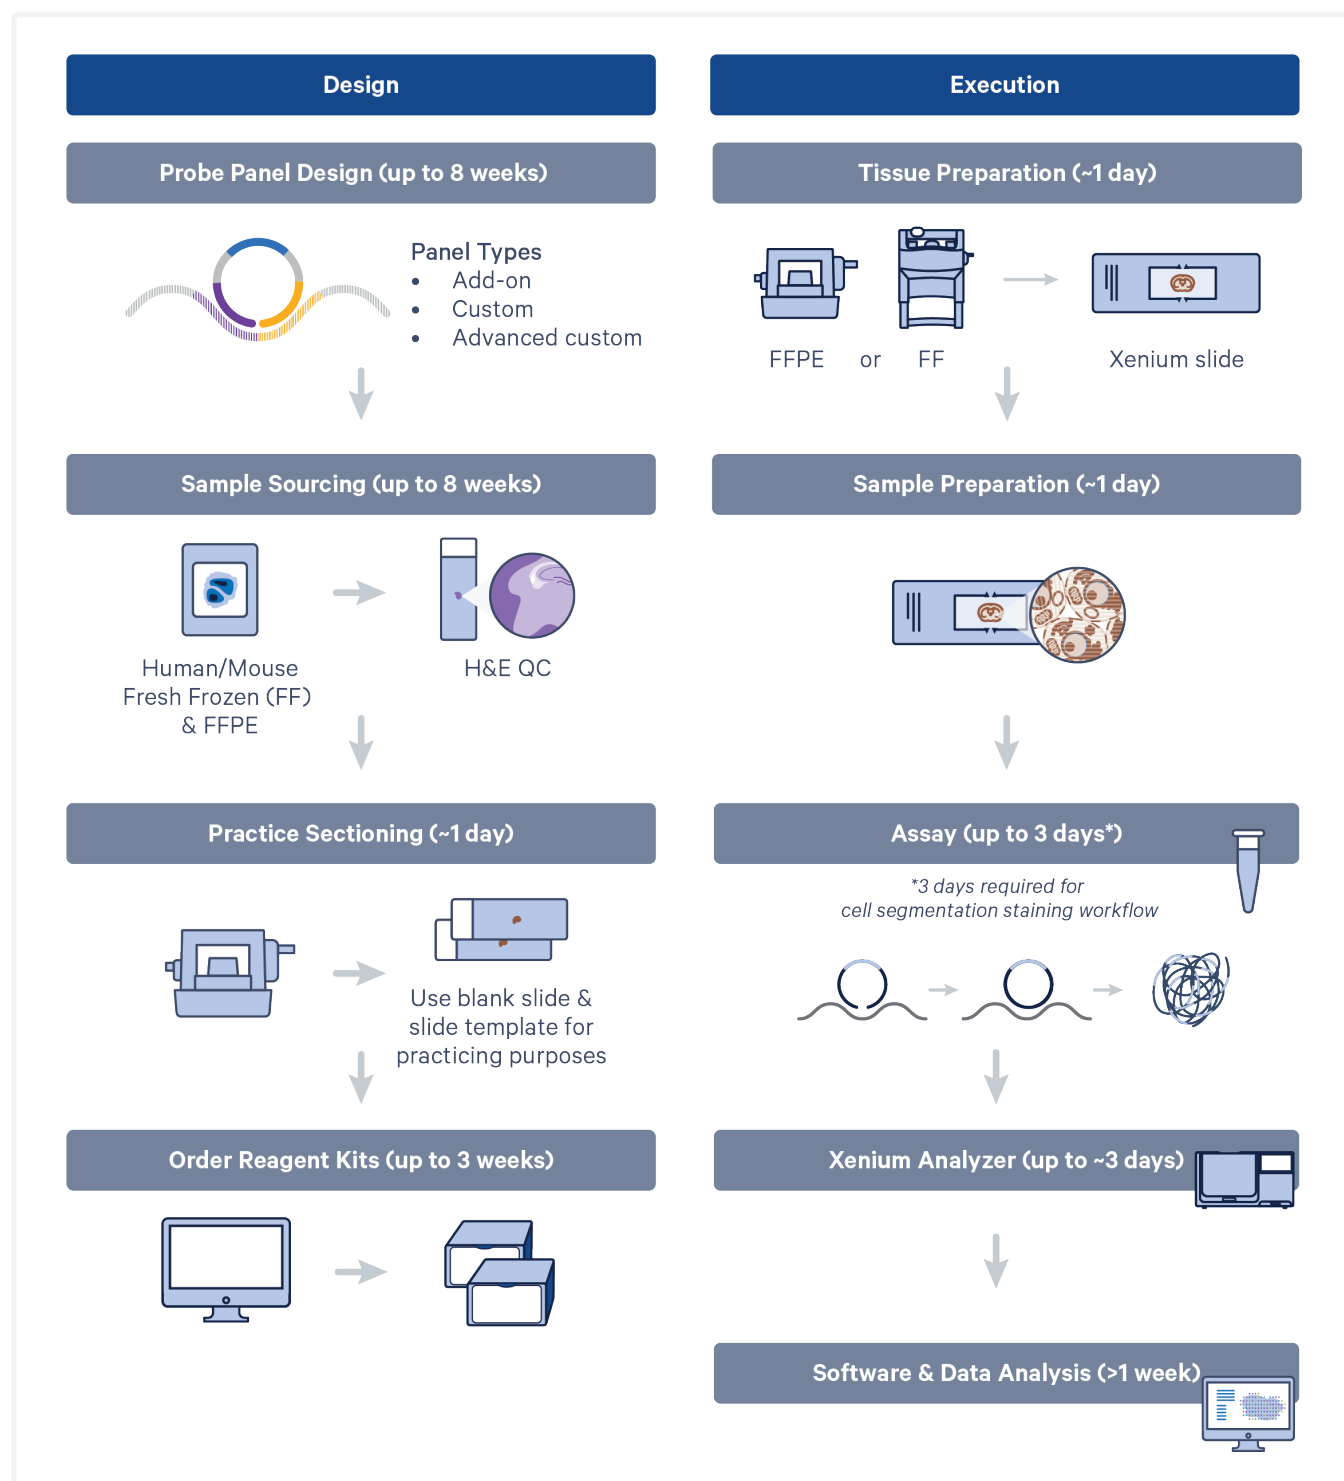 Design
Probe Panel Design (up to 8 weeks)
Panel Types
• Add-on
• Custom
• Advanced custom
Sample Sourcing (up to 8 weeks)
Human/Mouse
Fresh Frozen (FF)
& FFPE
H&E QC
Practice Sectioning (~1 day)
Use blank slide &
slide template for
practicing purposes
Order Reagent Kits (up to 3 weeks)
Execution
Tissue Preparation (~1 day)
FFPE or FF
Xenium slide
Sample Preparation (~1 day)
Assay (up to 3 days*)
*3 days required for
cell segmentation staining workflow
Xenium Analyzer (up to ~3 days)
Software & Data Analysis (>1 week)